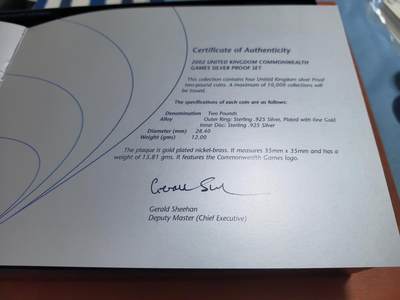 Certificate of Authenticity
2002 UNITED KINGDOM COMMONWEALTH
GAMES SILVER PROOF SET
This collection contains four United Kingdom silver Proof
two-pound coins. A maximum of 10,000 collections will
be issued.
The specifications of each coin are as follows:
Denomination Two Pounds
Alloy Outer Ring: Sterling .925 Silver, Plated with Fine Gold
Inner Disc: Sterling .925 Silver
Diameter (mm) 28.40
Weight (gms) 12.00
The plaque is gold plated nickel-brass. It measures 35mm x 35mm and has a
weight of 13.81 gms. It features the Commonwealth Games logo.
Gerald Sheehan
Deputy Master (Chief Executive)